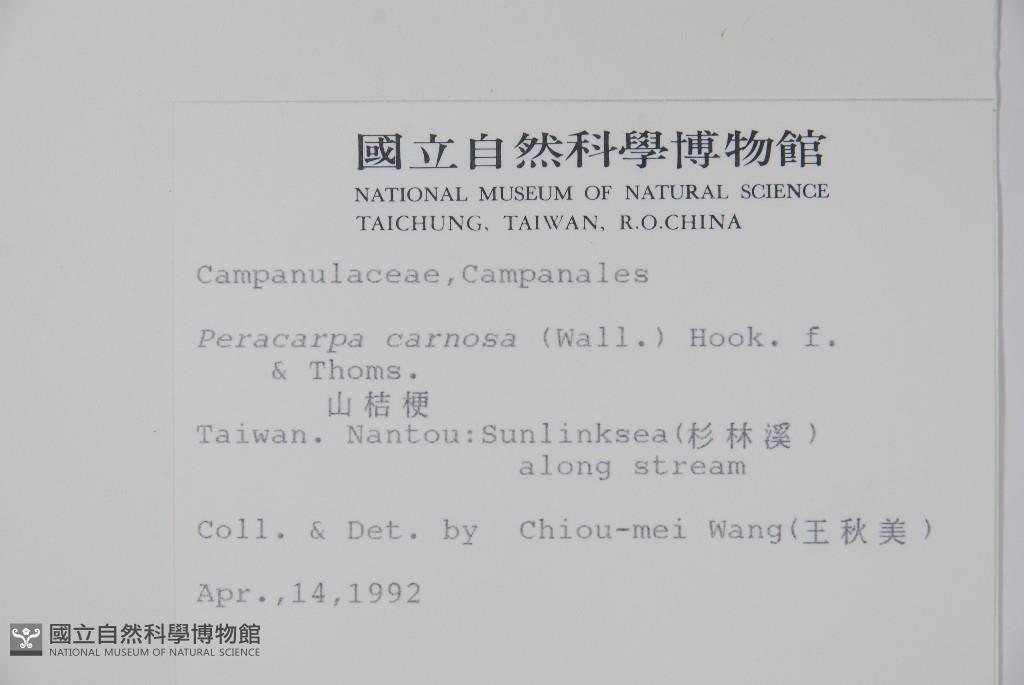 國立自然科學博物館
NATIONAL MUSEUM OF NATURAL SCIENCE
TAICHUNG, TAIWAN, R.O.CHINA
Campanulaceae,Campanales
Peracarpa carnosa (Wall.) Hook. f.
& Thoms.
山桔梗
Taiwan. Nantou:Sunlinksea(杉林溪)
along stream
Coll. & Det. by Chiou-mei Wang(王秋美)
Apr.,14,1992
國立自然科學博物館
NATIONAL MUSEUM OF NATURAL SCIENCE